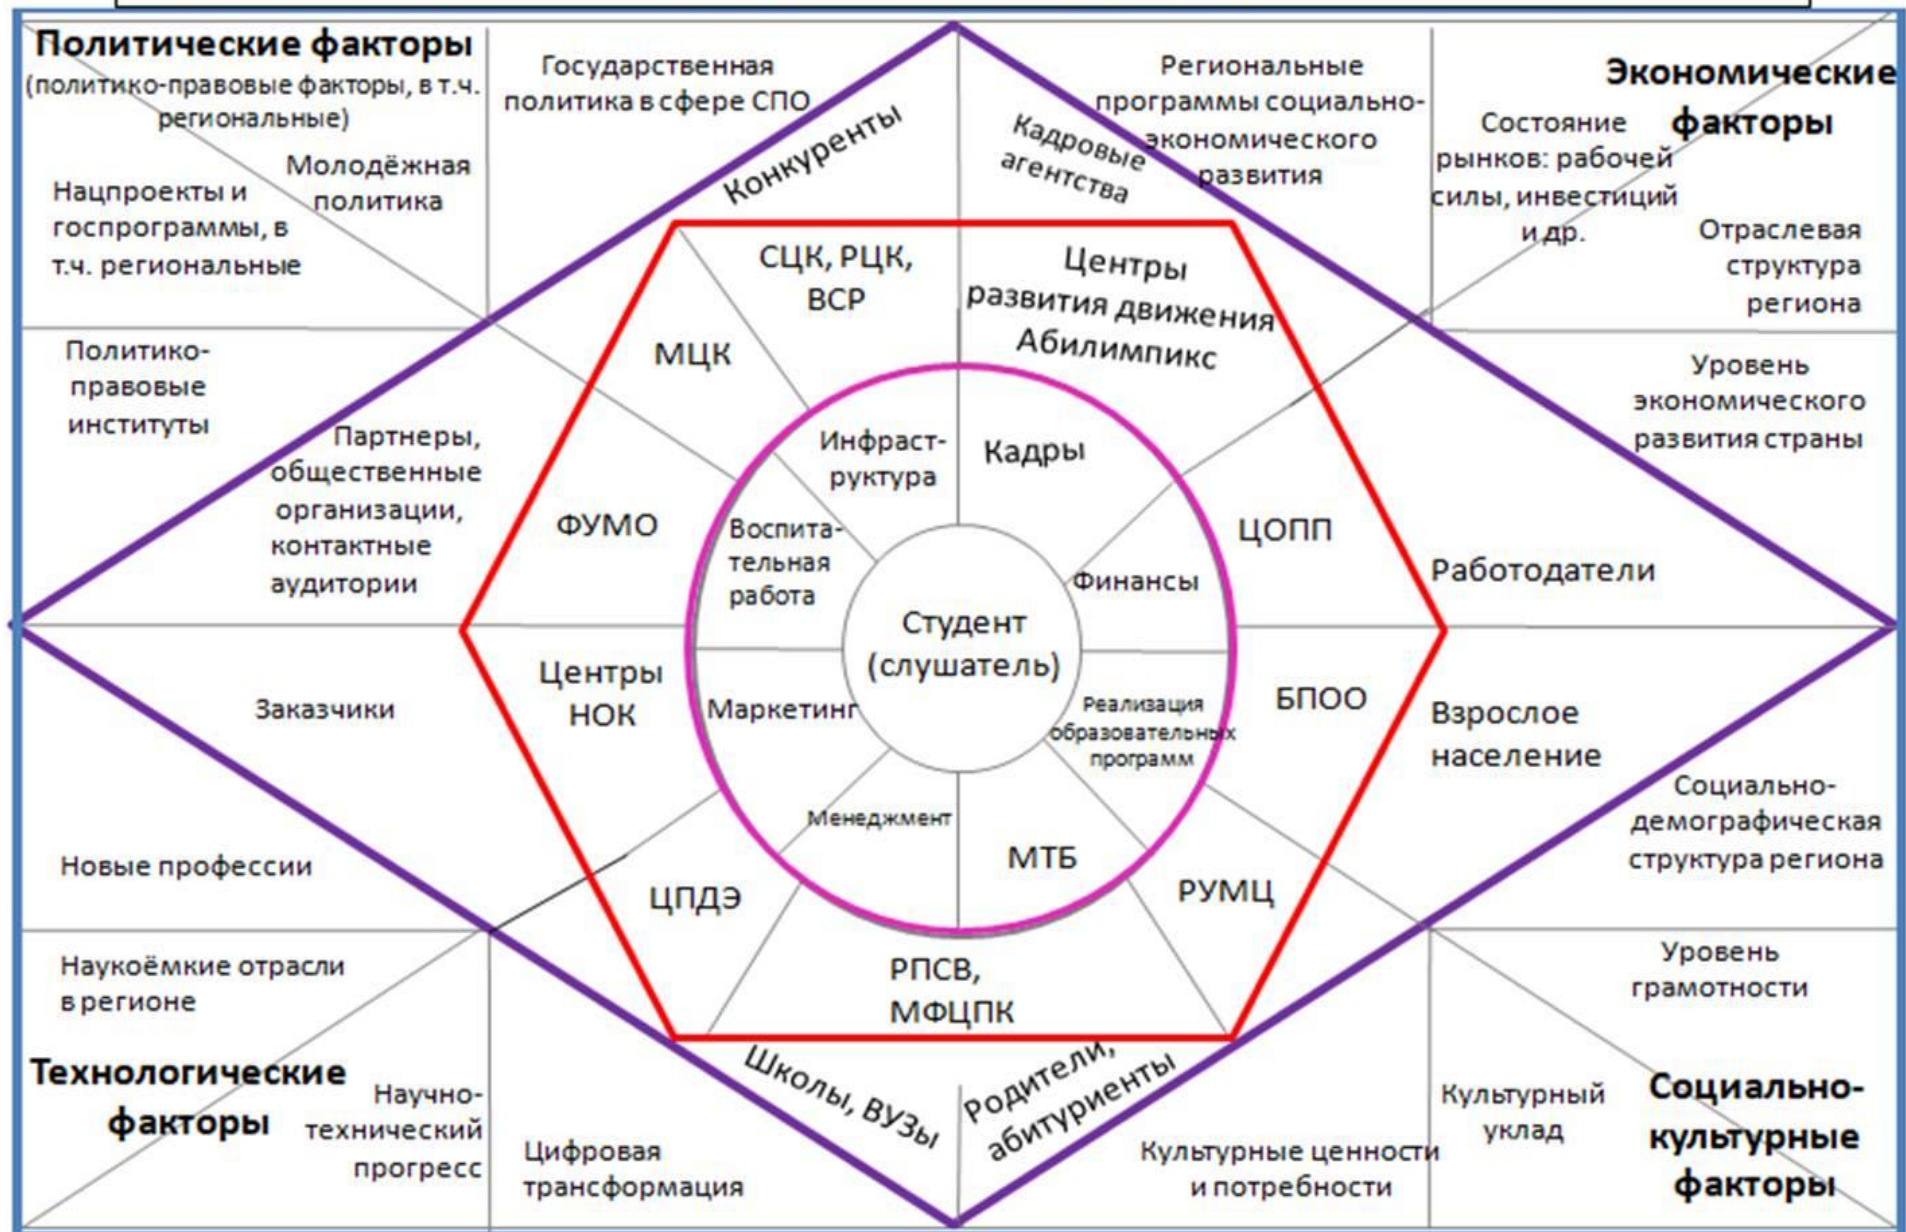 Политические факторы
(политико-правовые факторы, в т.ч.
региональные)
Молодёжная
политика
Нацпроекты и
госпрограммы, в
т.ч. региональные
Государственная
политика в сфере СПО
Региональные
программы социально-
экономического
развития
Экономические
факторы
Состояние
рынков: рабочей
силы, инвестиций
и др.
Отраслевая
структура
региона
Политико-
правовые
институты
Уровень
экономического
развития страны
Конкуренты
Кадровые
агентства
Партнеры,
общественные
организации,
контактные
аудитории
Работодатели
Заказчики
Взрослое
население
Школы, ВУЗы
Родители,
абитуриенты
СЦК, РЦК,
ВСР
Центры
развития движения
Абилимпикс
МЦК
ФУМО
ЦОПП
Центры
НОК
БПОО
ЦПДЭ
РУМЦ
РПСВ,
МФЦПК
Инфраст-
руктура
Кадры
Воспита-
тельная
работа
Финансы
Студент
(слушатель)
Маркетинг
Реализация
образовательных
программ
Менеджмент
МТБ
Новые профессии
Социально-
демографическая
структура региона
Наукоёмкие отрасли
в регионе
Технологические
факторы
Научно-
технический
прогресс
Цифровая
трансформация
Культурные ценности
и потребности
Уровень
грамотности
Культурный
уклад
Социально-
культурные
факторы